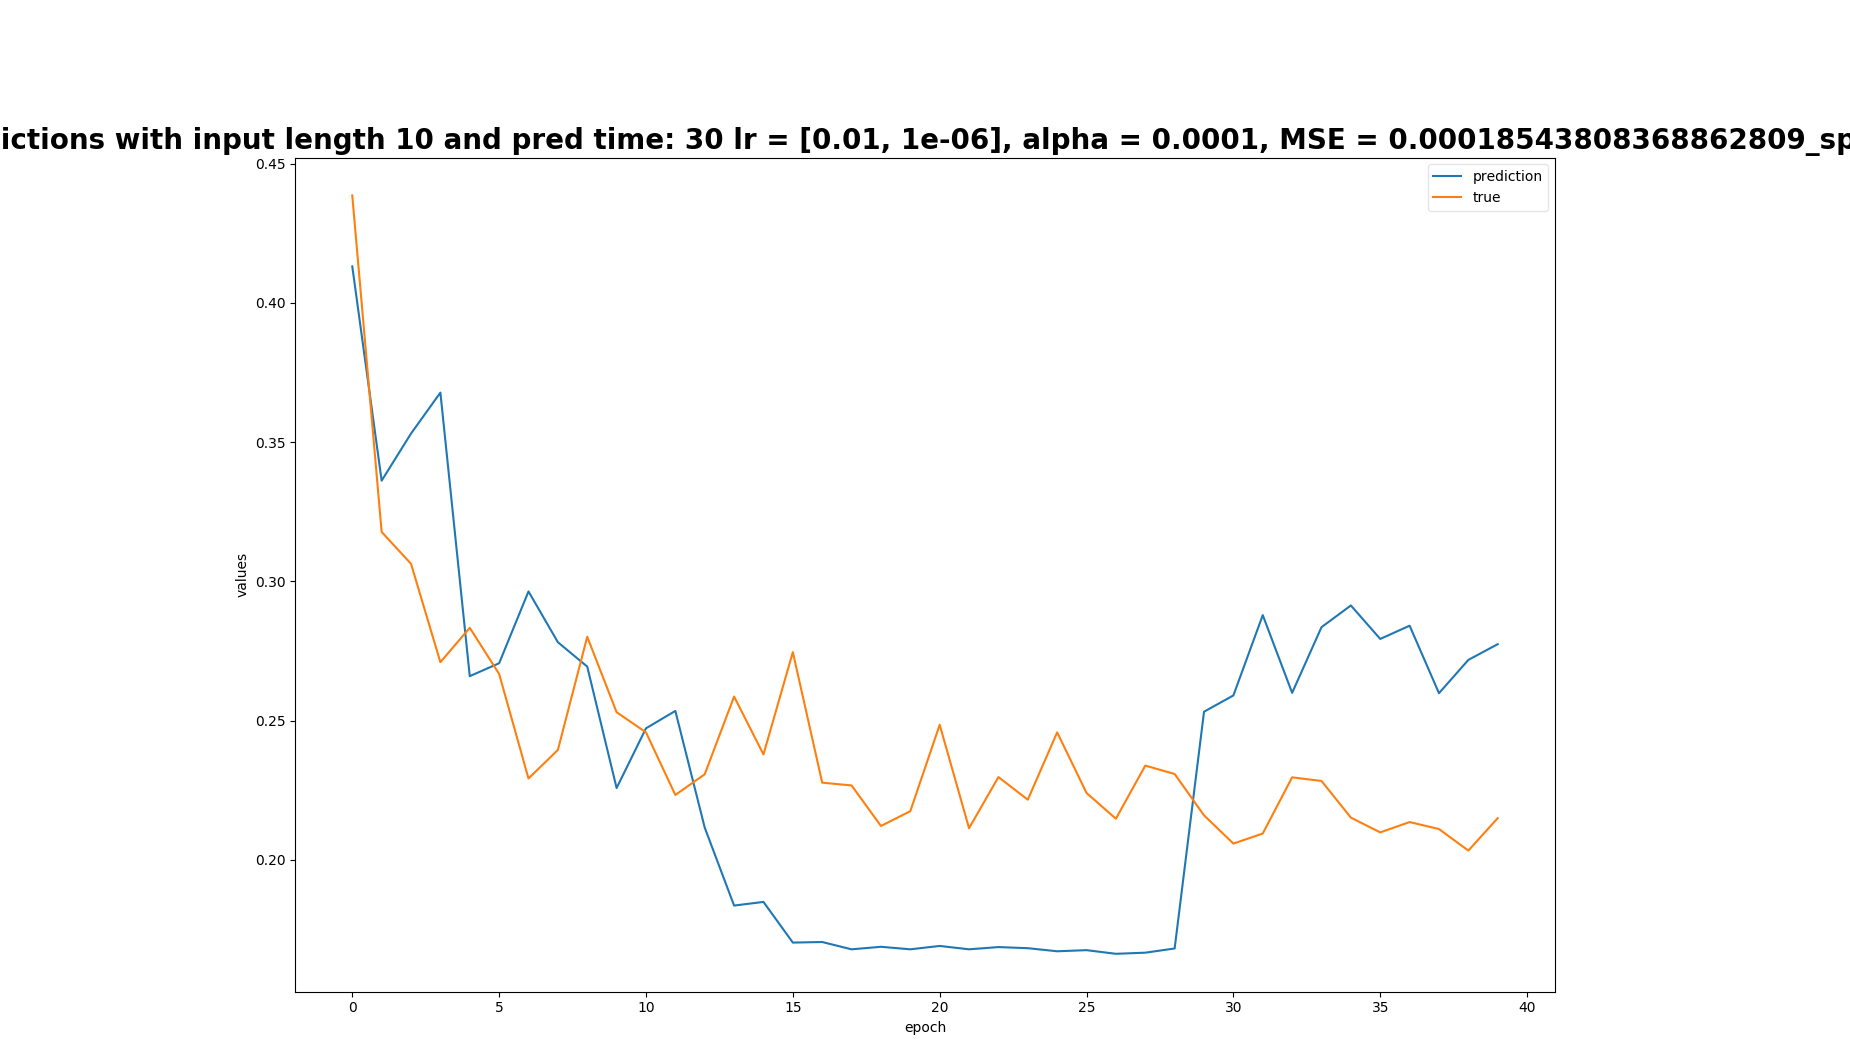 ictions with input length 10 and pred time: 30 lr = [0.01, 1e-06], alpha = 0.0001, MSE = 0.00018543808368862809_sp
prediction
true
0.45
0.40
0.35
0.30
0.25
0.20
values
0 5 10 15 20 25 30 35 40
epoch